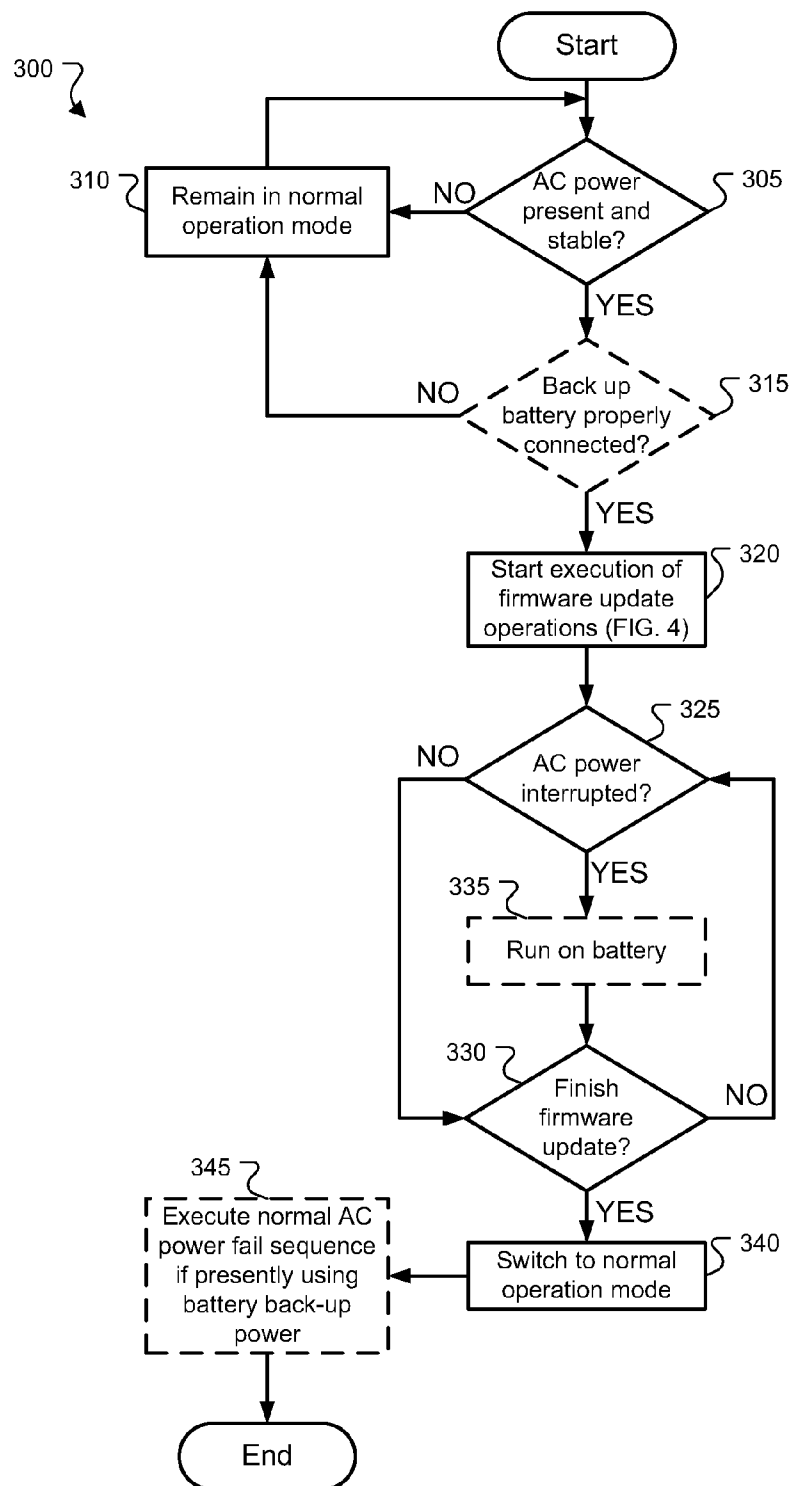 Start
300
310
Remain in normal
operation mode
NO
AC power
present and
stable?
305
YES
NO
Back up
battery properly
connected?
315
YES
Start execution of
firmware update
operations (FIG. 4)
320
325
NO
AC power
interrupted?
YES
335
Run on battery
330
Finish
firmware
update?
NO
YES
345
Execute normal AC
power fail sequence
if presently using
battery back-up
power
Switch to normal
operation mode
340
End